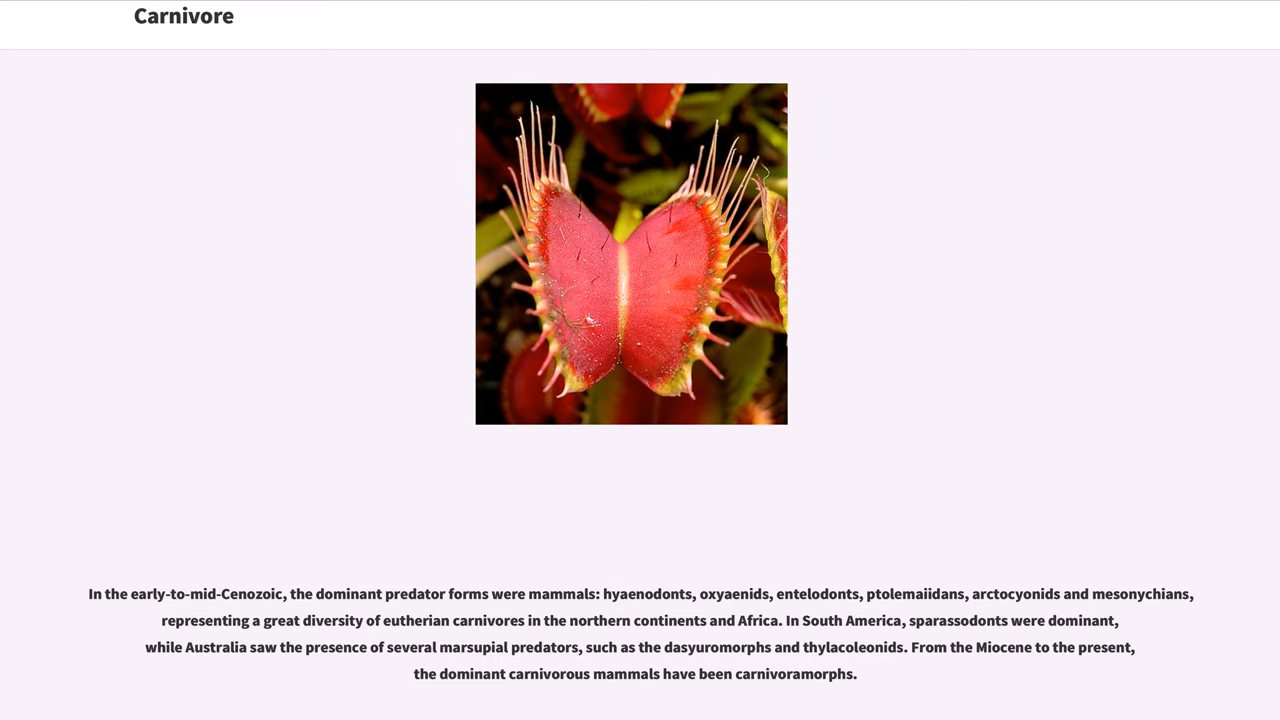 Carnivore
In the early-to-mid-Cenozoic, the dominant predator forms were mammals: hyaenodonts, oxyaenids, entelodonts, ptolemaiidans, arctocyonids and mesonychians,
representing a great diversity of eutherian carnivores in the northern continents and Africa. In South America, sparassodonts were dominant,
while Australia saw the presence of several marsupial predators, such as the dasyuromorphs and thylacoleonids. From the Miocene to the present,
the dominant carnivorous mammals have been carnivoramorphs.